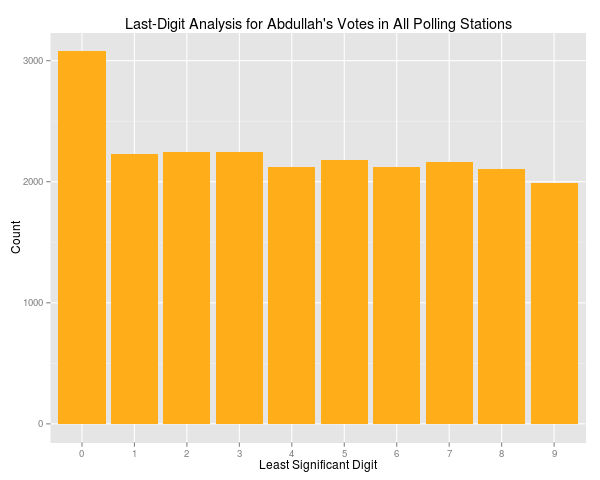 Last-Digit Analysis for Abdullah's Votes in All Polling Stations
3000
2000
1000
0
Count
0 1 2 3 4 5 6 7 8 9
Least Significant Digit